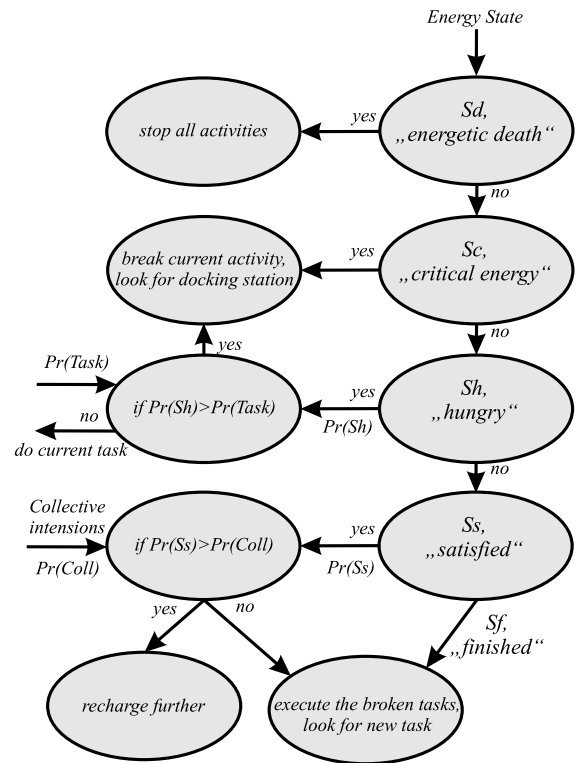 Energy State
Sd,
„energetic death“
yes
stop all activities
no
Sc,
„critical energy“
yes
break current activity,
look for docking station
no
yes
Sh,
„hungry“
yes
Pr(Sh)
if Pr(Sh)>Pr(Task)
Pr(Task)
no
do current task
no
Ss,
„satisfied“
yes
Pr(Ss)
if Pr(Ss)>Pr(Coll)
Collective
intensions
Pr(Coll)
yes
no
Sf,
„finished“
recharge further
execute the broken tasks,
look for new task